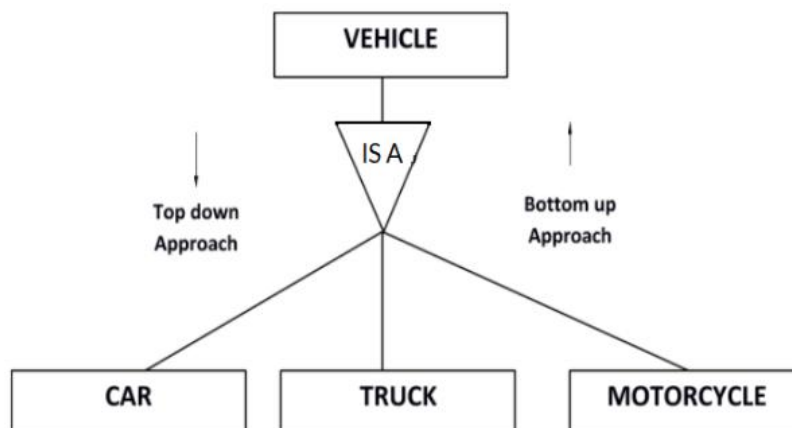 VEHICLE
IS A ,
Top down
Approach
Bottom up
Approach
CAR
TRUCK
MOTORCYCLE